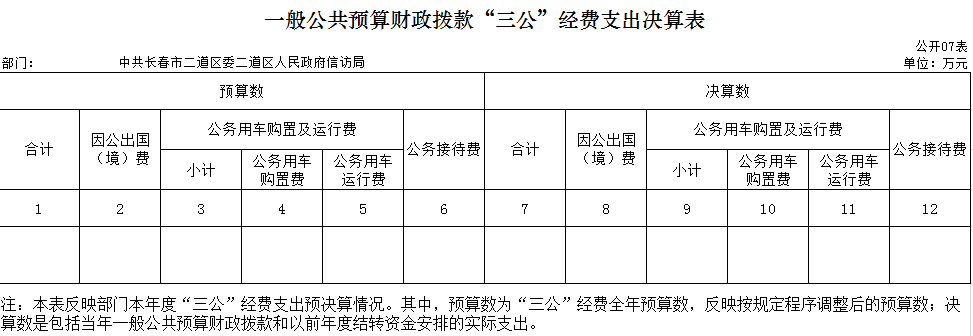 一般公共预算财政拨款“三公”经费支出决算表
公开07表
部门： 中共长春市二道区委二道区人民政府信访局 单位：万元
预算数 决算数
合计 因公出国（境）费 公务用车购置及运行费 公务接待费 合计 因公出国（境）费 公务用车购置及运行费 公务接待费
小计 公务用车购置费 公务用车运行费 小计 公务用车购置费 公务用车运行费
1 2 3 4 5 6 7 8 9 10 11 12
注：本表反映部门本年度“三公”经费支出预决算情况。其中，预算数为“三公”经费全年预算数，反映按规定程序调整后的预算数；决
算数是包括当年一般公共预算财政拨款和以前年度结转资金安排的实际支出。